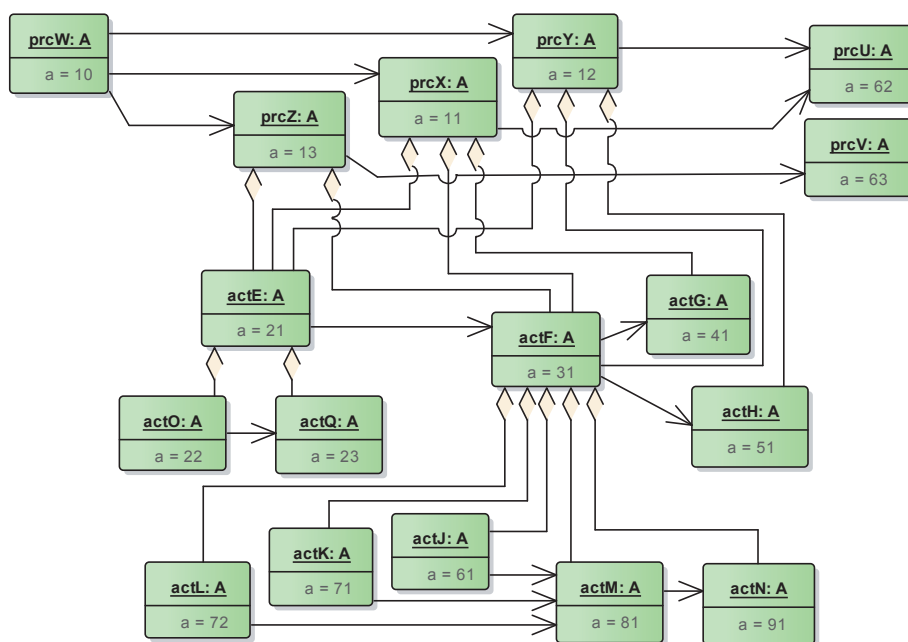 prcW: A
a = 10
prcY: A
a = 12
prcU: A
a = 62
prcX: A
a = 11
prcZ: A
a = 13
prcV: A
a = 63
actE: A
a = 21
actG: A
a = 41
actF: A
a = 31
actH: A
a = 51
actO: A
a = 22
actQ: A
a = 23
actK: A
a = 71
actJ: A
a = 61
actL: A
a = 72
actM: A
a = 81
actN: A
a = 91